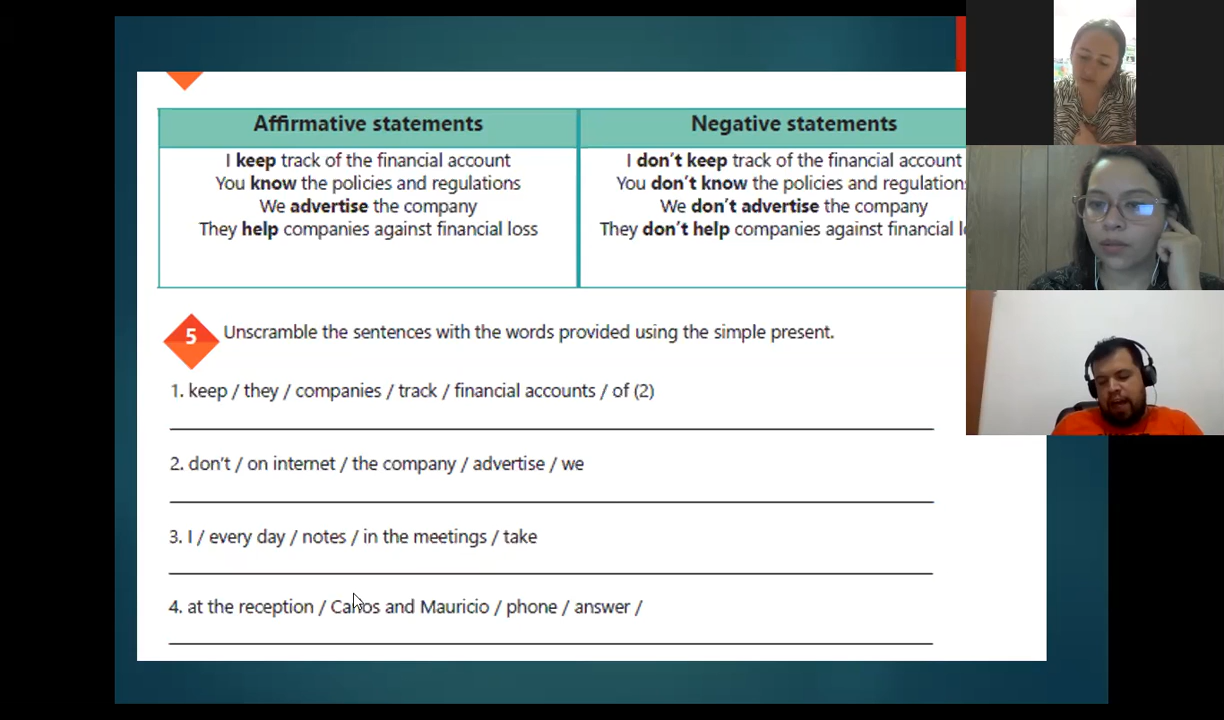 Affirmative statements
I keep track of the financial account
You know the policies and regulations
We advertise the company
They help companies against financial loss
Negative statements
I don't keep track of the financial account
You don't know the policies and regulations
We don't advertise the company
They don't help companies against financial
5 Unscramble the sentences with the words provided using the simple present.
1. keep / they / companies / track / financial accounts / of (2)
2. don't / on internet / the company / advertise / we
3. I / every day / notes / in the meetings / take
4. at the reception / Carlos and Mauricio / phone / answer /